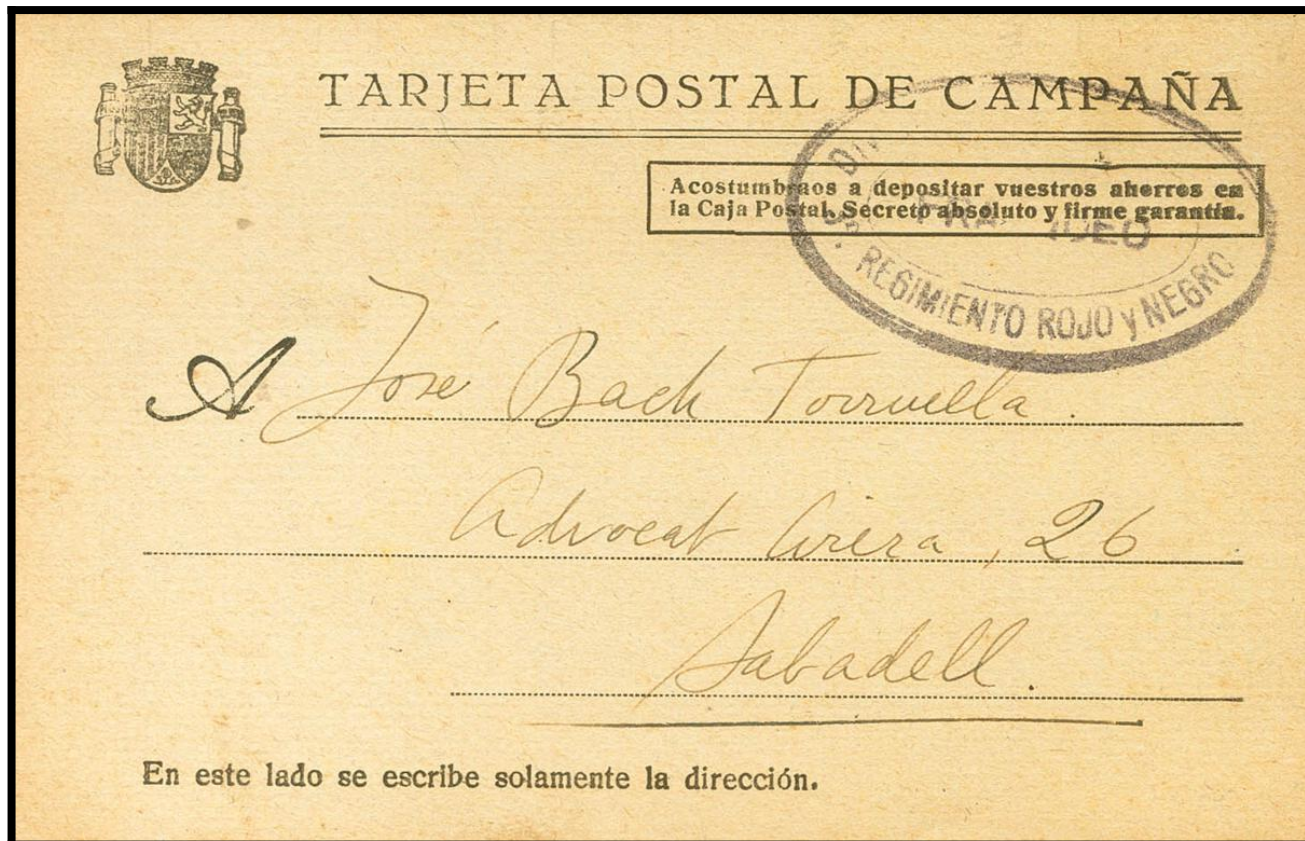 TARJETA POSTAL DE CAMPAÑA
Acostumbraos a depositar vuestros ahorros en
la Caja Postal. Secreto absoluto y firme garantía.
REGIMIENTO ROJO y NEGRO
A José Bach Torruella.
Advocat Cirera, 26
Sabadell.
En este lado se escribe solamente la dirección.